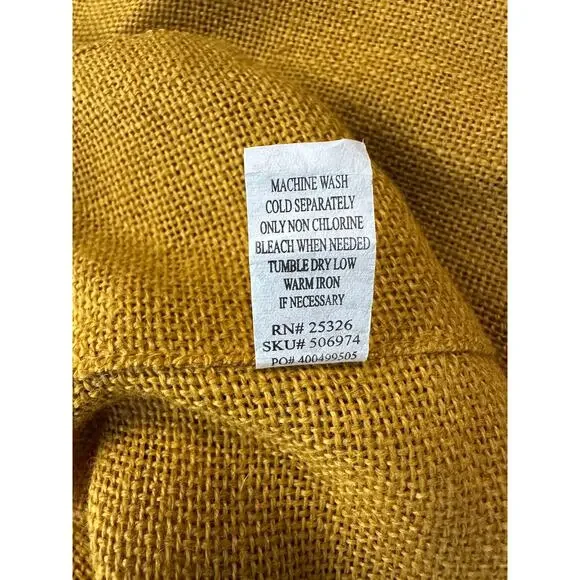 MACHINE WASH
COLD SEPARATELY
ONLY NON CHLORINE
BLEACH WHEN NEEDED
TUMBLE DRY LOW
WARM IRON
IF NECESSARY
RN# 25326
SKU# 506974
PO# 400499505